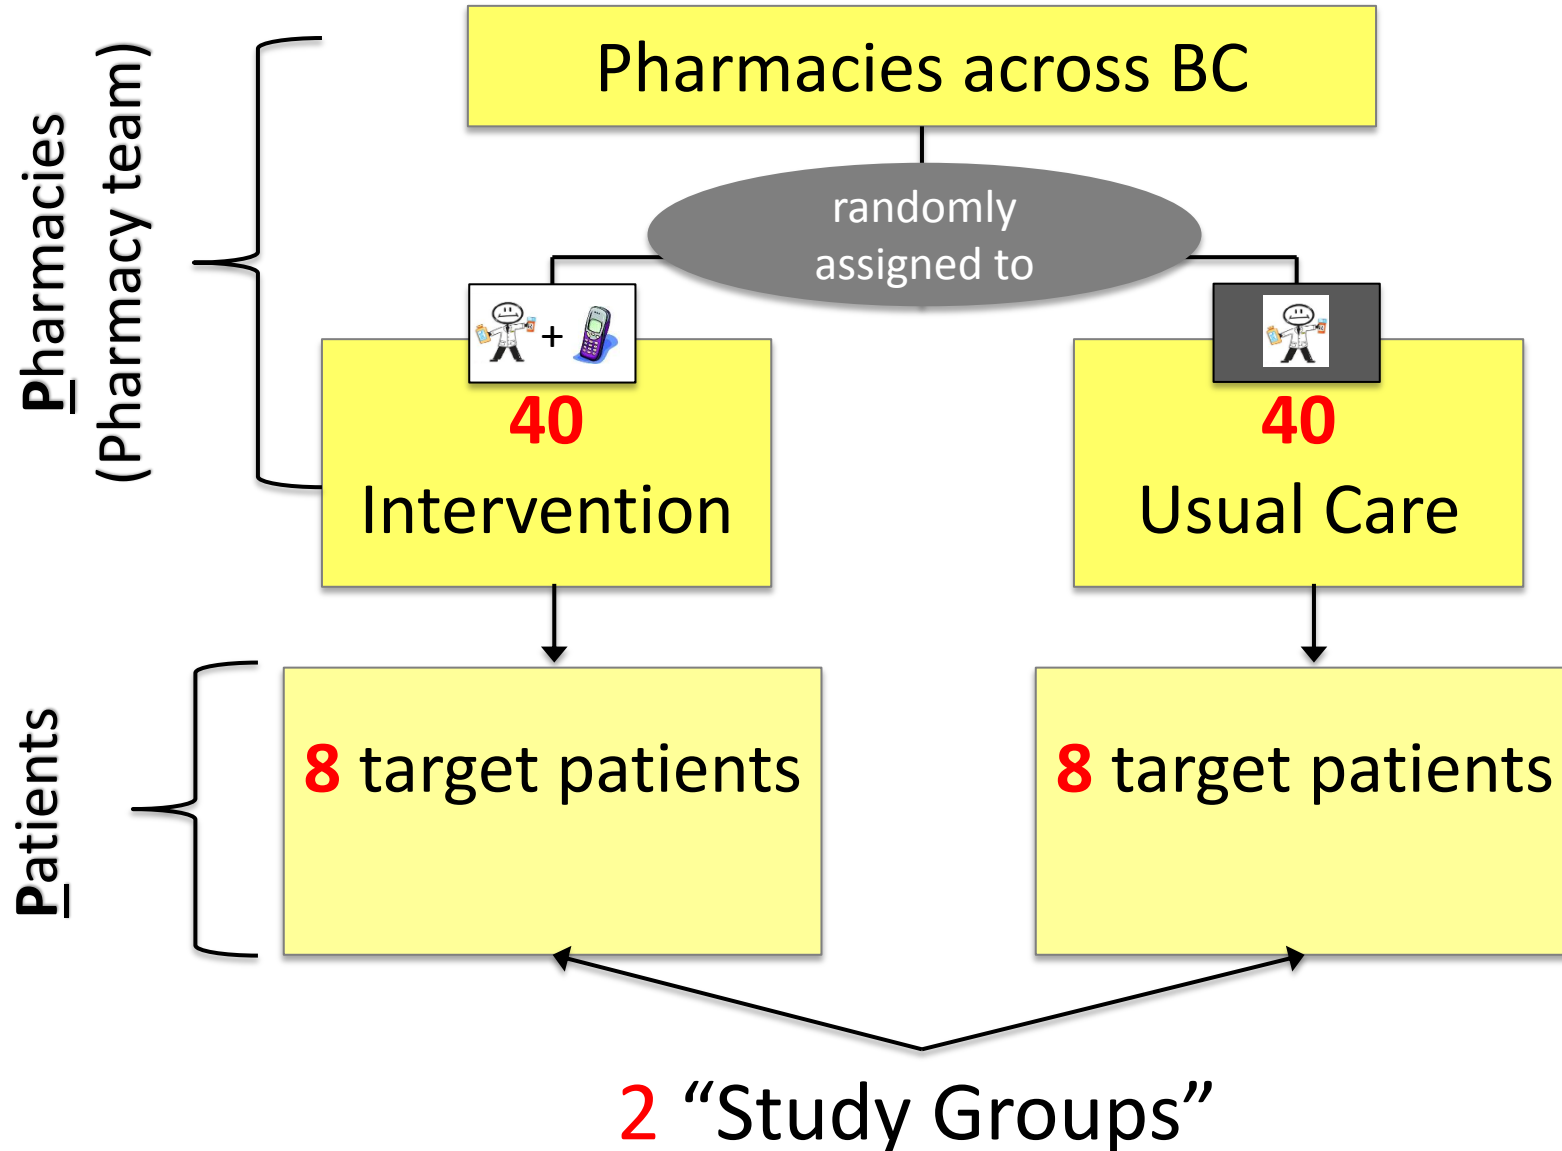 Pharmacies across BC
Pharmacies
(Pharmacy team)
randomly
assigned to
+
40
Intervention
40
Usual Care
Patients
8 target patients
8 target patients
2 “Study Groups”